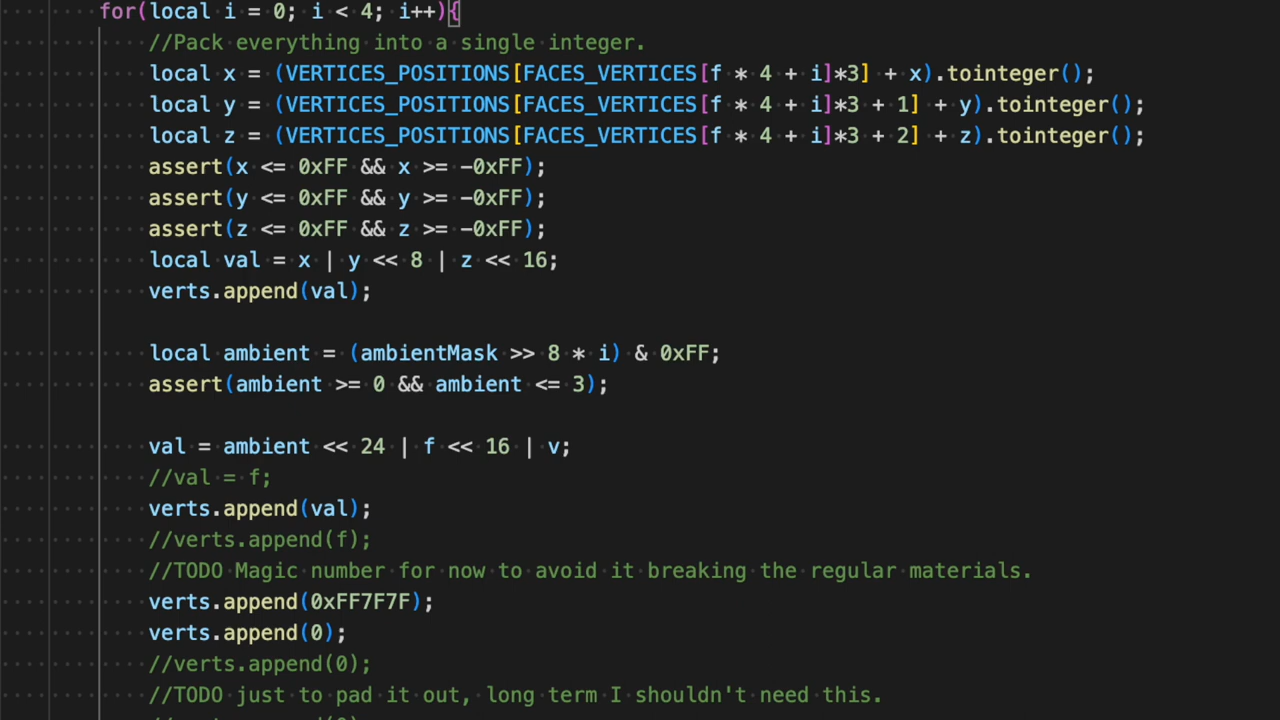 for(local i = 0; i < 4; i++){
//Pack everything into a single integer.
local x = (VERTICES_POSITIONS[FACES_VERTICES[f * 4 + i]*3] + x).tointeger();
local y = (VERTICES_POSITIONS[FACES_VERTICES[f * 4 + i]*3 + 1] + y).tointeger();
local z = (VERTICES_POSITIONS[FACES_VERTICES[f * 4 + i]*3 + 2] + z).tointeger();
assert(x <= 0xFF && x >= -0xFF);
assert(y <= 0xFF && y >= -0xFF);
assert(z <= 0xFF && z >= -0xFF);
local val = x | y << 8 | z << 16;
verts.append(val);
local ambient = (ambientMask >> 8 * i) & 0xFF;
assert(ambient >= 0 && ambient <= 3);
val = ambient << 24 | f << 16 | v;
//val = f;
verts.append(val);
//verts.append(f);
//TODO Magic number for now to avoid it breaking the regular materials.
verts.append(0xFF7F7F);
verts.append(0);
//verts.append(0);
//TODO just to pad it out, long term I shouldn't need this.